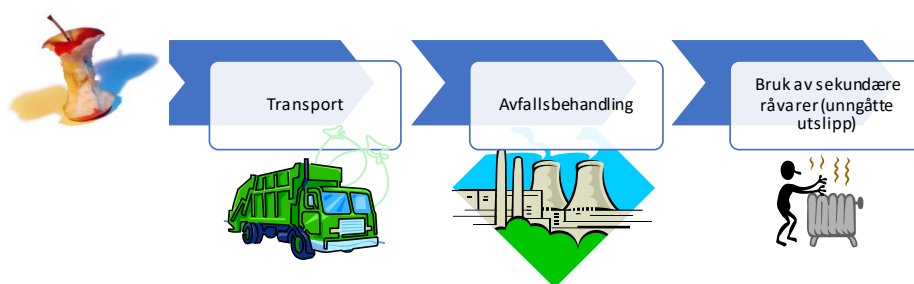 Transport
Avfallsbehandling
Bruk av sekundære
råvarer (unngåtte
utslipp)